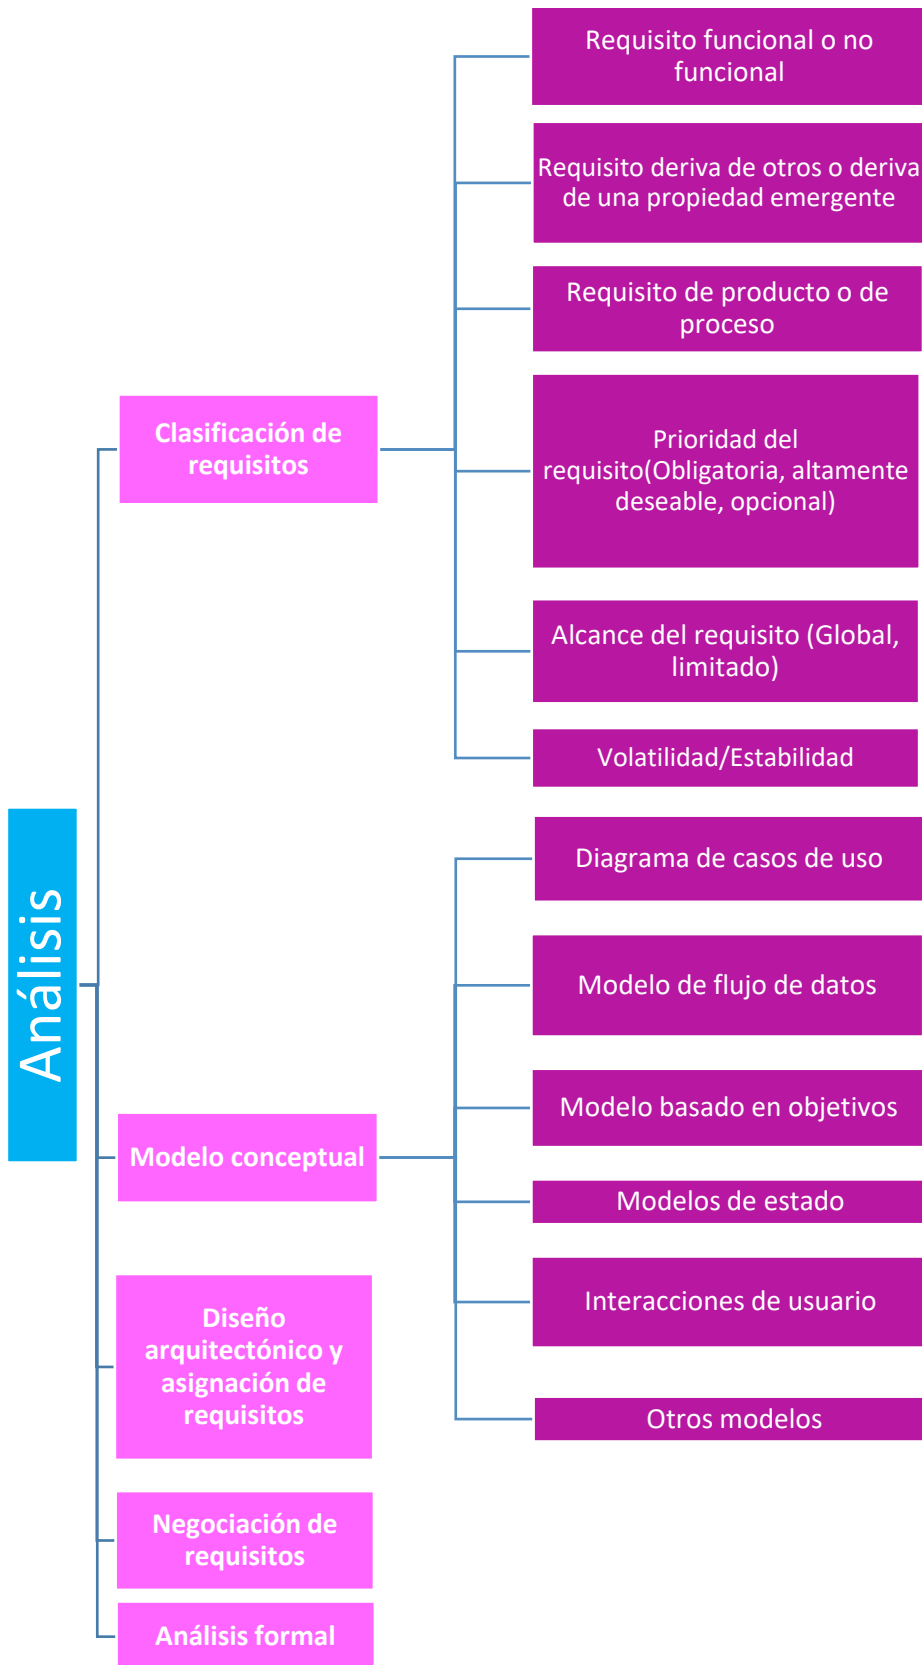 Análisis
Clasificación de
requisitos
Requisito funcional o no
funcional
Requisito deriva de otros o deriva
de una propiedad emergente
Requisito de producto o de
proceso
Prioridad del
requisito(Obligatoria, altamente
deseable, opcional)
Alcance del requisito (Global,
limitado)
Volatilidad/Estabilidad
Modelo conceptual
Diagrama de casos de uso
Modelo de flujo de datos
Modelo basado en objetivos
Modelos de estado
Interacciones de usuario
Otros modelos
Diseño
arquitectónico y
asignación de
requisitos
Negociación de
requisitos
Análisis formal